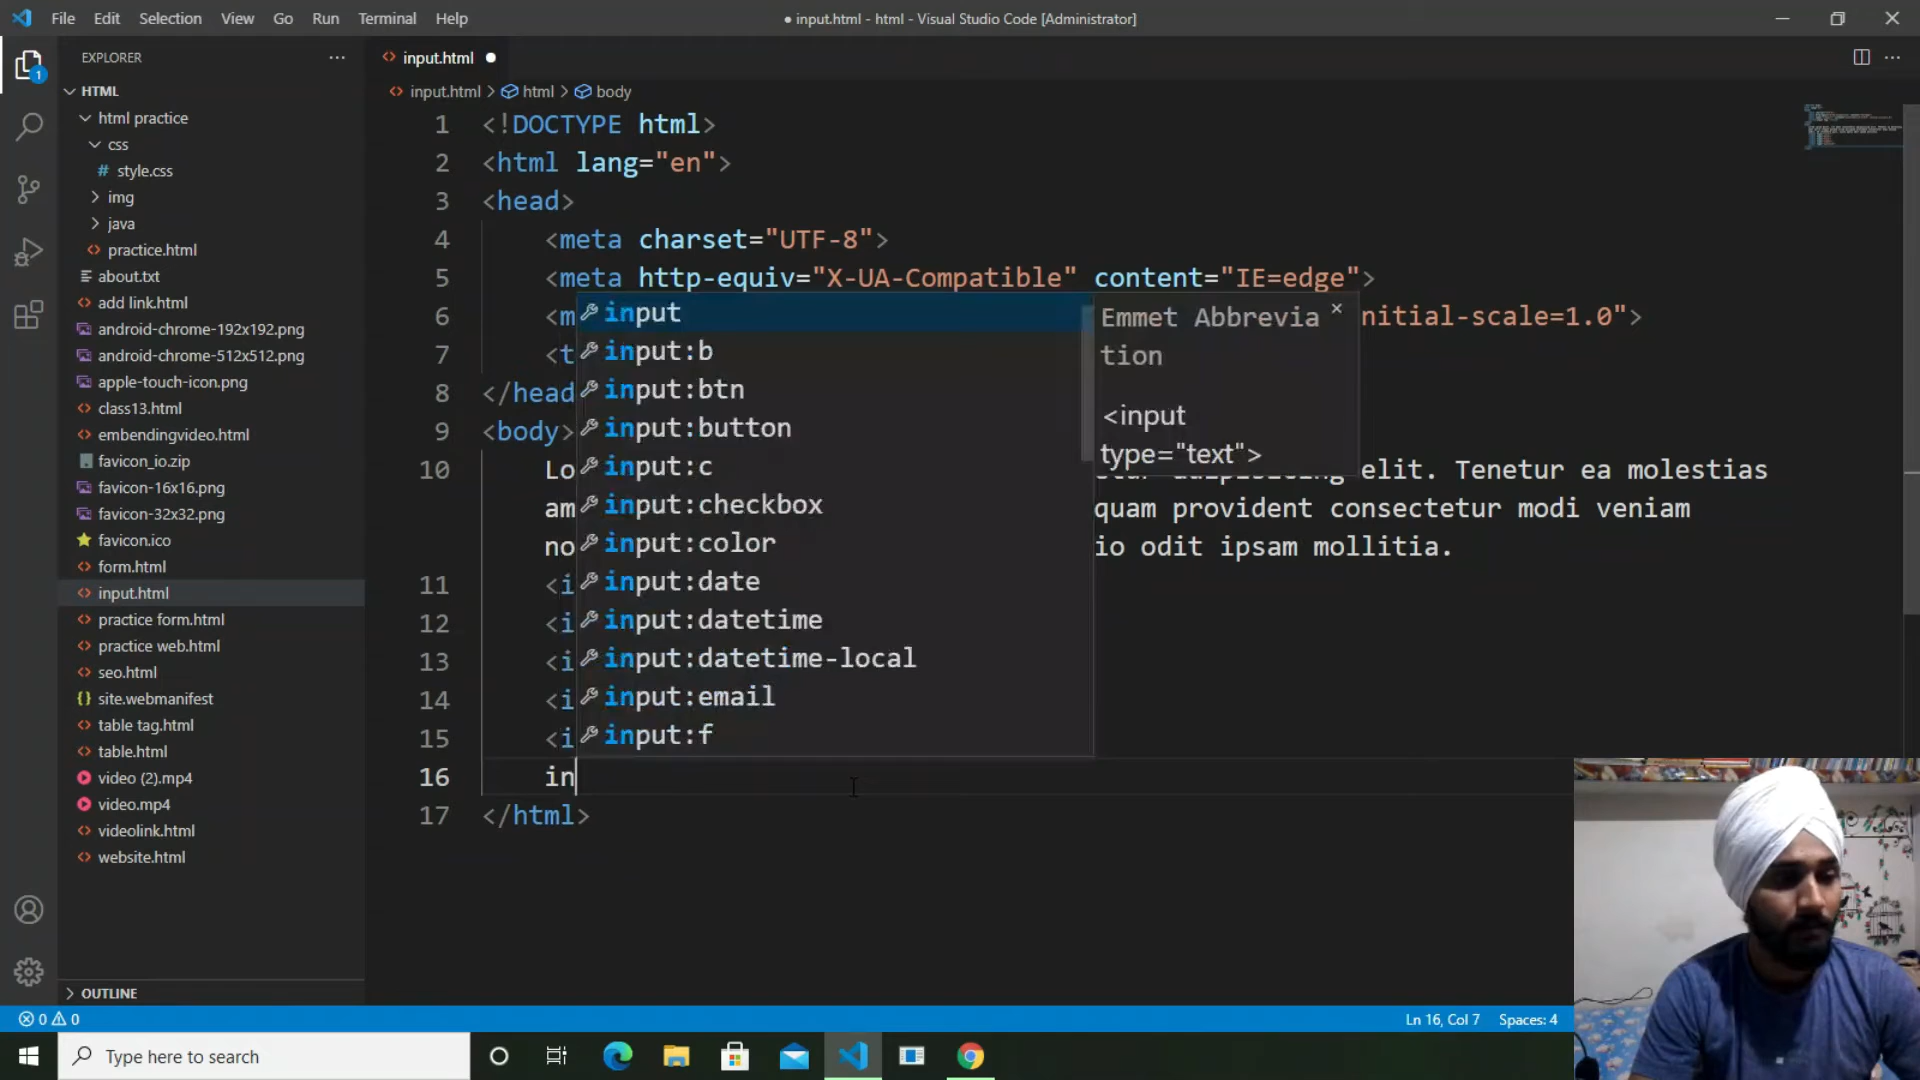 File Edit Selection View Go Run Terminal Help
● input.html - html - Visual Studio Code [Administrator]
EXPLORER
HTML
html practice
css
# style.css
img
java
practice.html
about.txt
add link.html
android-chrome-192x192.png
android-chrome-512x512.png
apple-touch-icon.png
class13.html
embendingvideo.html
favicon_io.zip
favicon-16x16.png
favicon-32x32.png
favicon.ico
form.html
input.html
practice form.html
practice web.html
seo.html
{} site.webmanifest
table tag.html
table.html
video (2).mp4
video.mp4
videolink.html
website.html
OUTLINE
1
input.html
input.html > html > body
1 <!DOCTYPE html>
2 <html lang="en">
3 <head>
4 <meta charset="UTF-8">
5 <meta http-equiv="X-UA-Compatible" content="IE=edge">
6 <m nitial-scale=1.0">
7 <t
8 </head
9 <body>
10 Lo elit. Tenetur ea molestias
am quam provident consectetur modi veniam
no io odit ipsam mollitia.
11 <i
12 <i
13 <i
14 <i
15 <i
16 in
17 </html>
input
input:b
input:btn
input:button
input:c
input:checkbox
input:color
input:date
input:datetime
input:datetime-local
input:email
input:f
Emmet Abbrevia
tion
<input
type="text">
0 0
Ln 16, Col 7 Spaces: 4
Type here to search